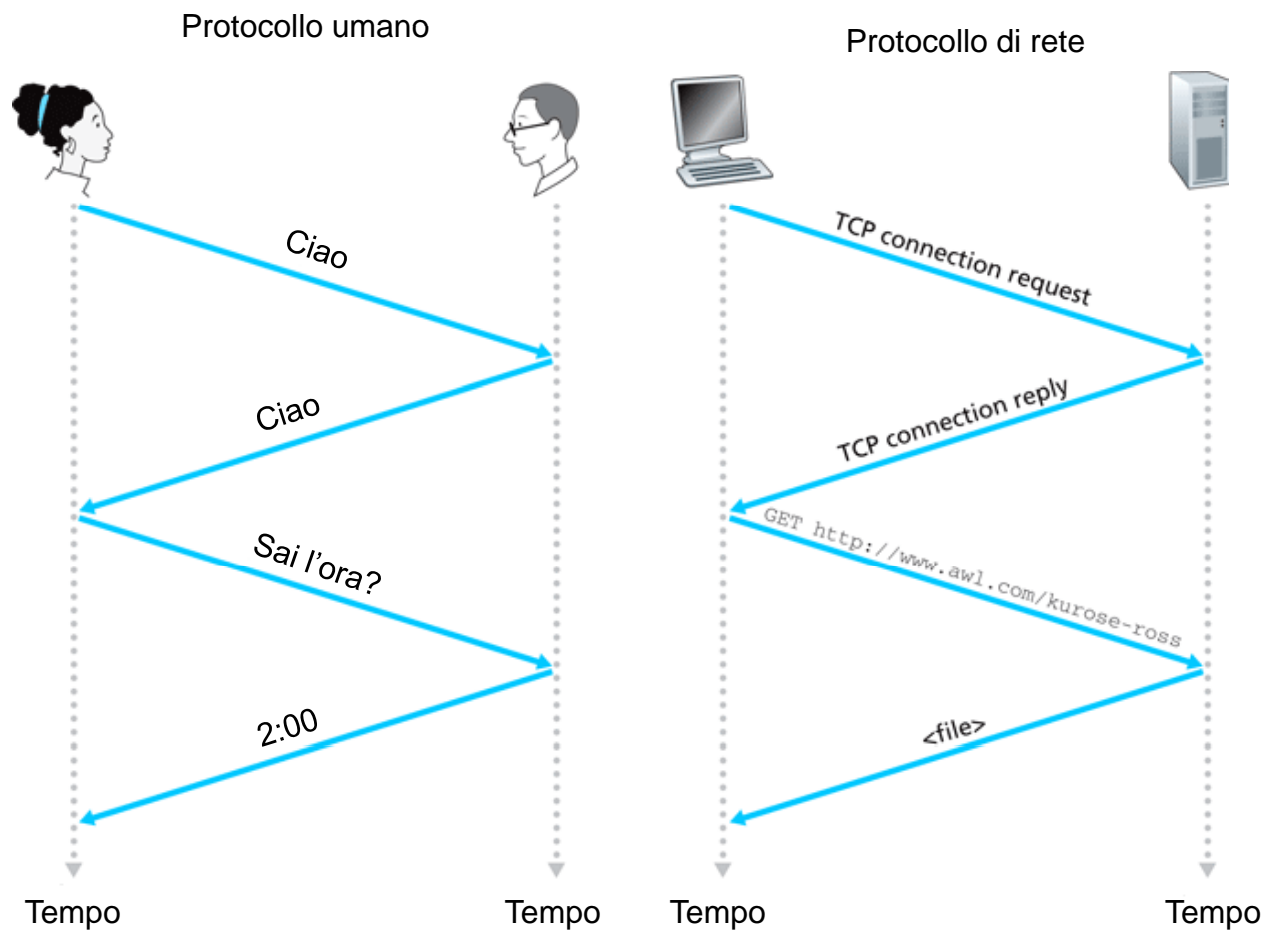 Protocollo umano
Protocollo di rete
Ciao
Ciao
Sai l'ora?
2:00
TCP connection request
TCP connection reply
GET http://www.awl.com/kurose-ross
<file>
Tempo
Tempo
Tempo
Tempo